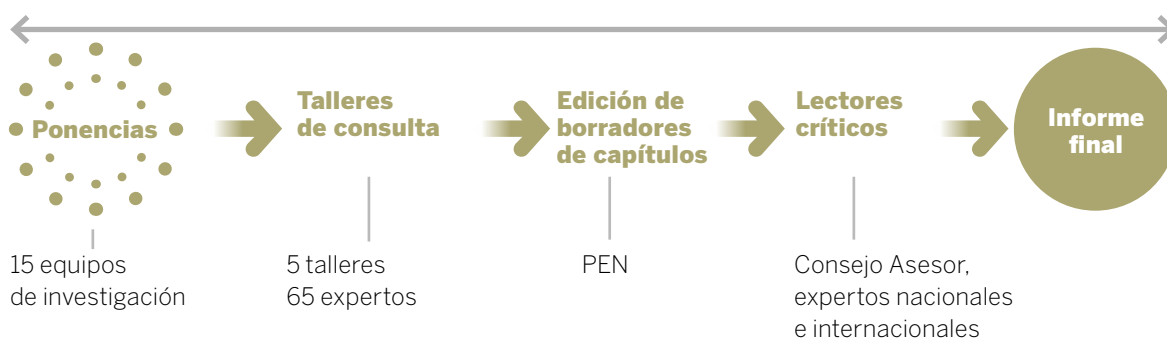 Ponencias
Talleres
de consulta
Edición de
borradores
de capítulos
Lectores
críticos
Informe
final
15 equipos
de investigación
5 talleres
65 expertos
PEN
Consejo Asesor,
expertos nacionales
e internacionales